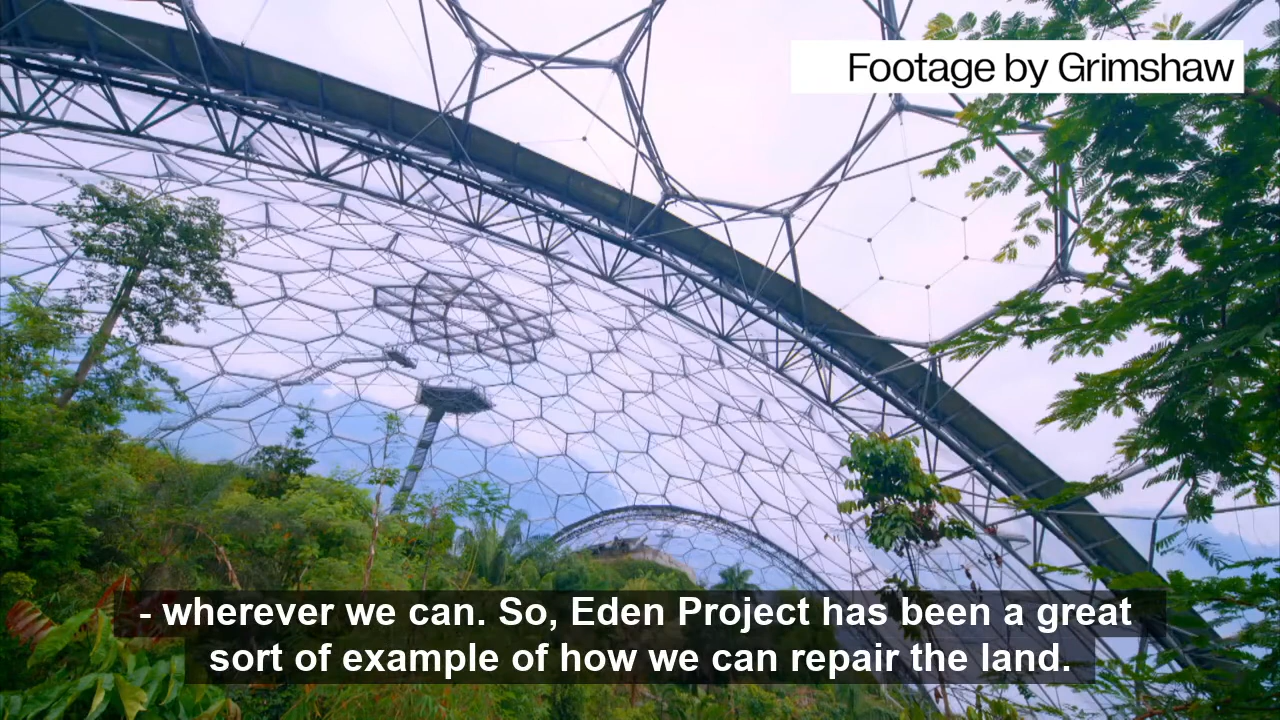 Footage by Grimshaw
- wherever we can. So, Eden Project has been a great
sort of example of how we can repair the land.